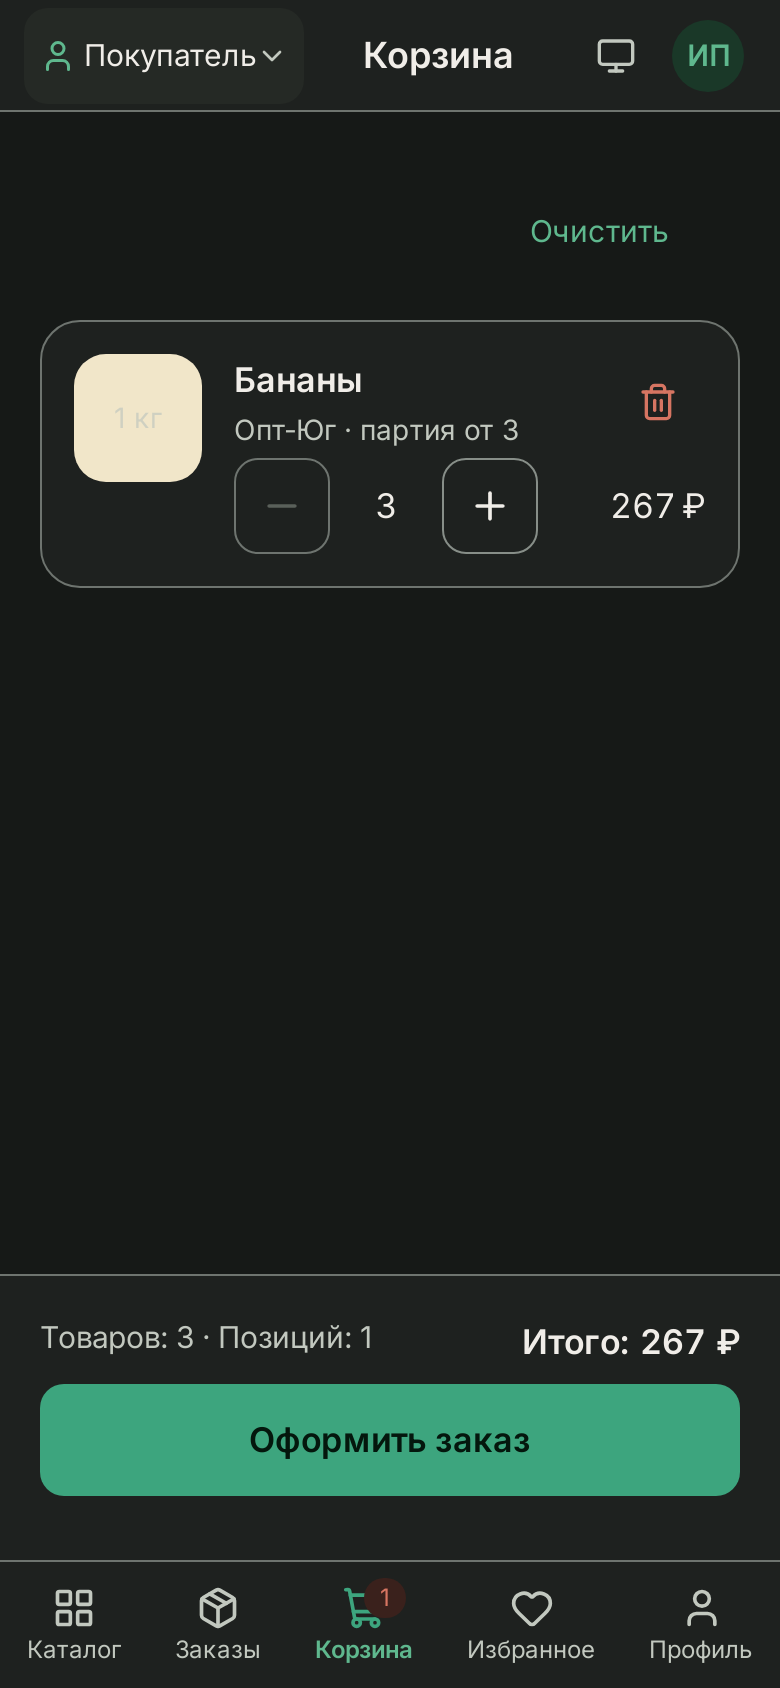 Покупатель
Корзина
ИП
Очистить
1 кг
Бананы
Опт-Юг · партия от 3
3
267 ₽
Товаров: 3 · Позиций: 1
Итого: 267 ₽
Оформить заказ
1
Каталог
Заказы
Корзина
Избранное
Профиль